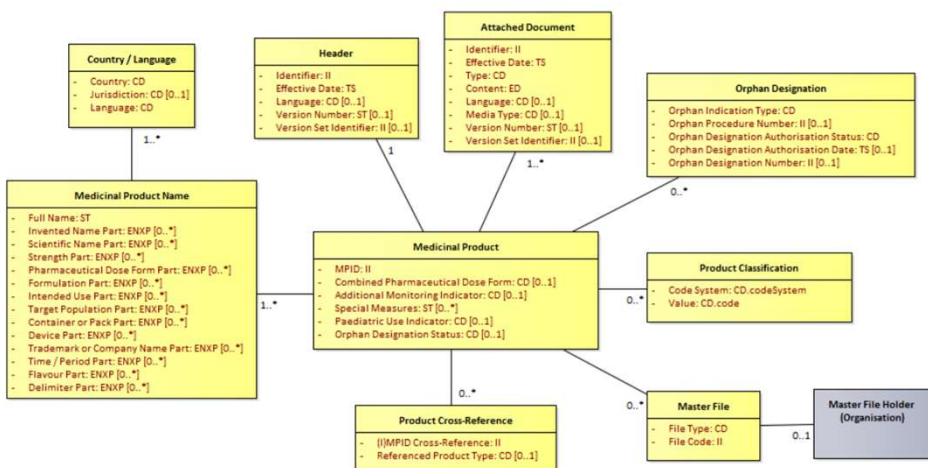 Country / Language
- Country: CD
- Jurisdiction: CD [0..1]
- Language: CD
1..*
Header
- Identifier: II
- Effective Date: TS
- Language: CD [0..1]
- Version Number: ST [0..1]
- Version Set Identifier: II [0..1]
1
Attached Document
- Identifier: II
- Effective Date: TS
- Type: CD
- Content: ED
- Language: CD [0..1]
- Media Type: CD [0..1]
- Version Number: ST [0..1]
- Version Set Identifier: II [0..1]
1..*
Orphan Designation
- Orphan Indication Type: CD
- Orphan Procedure Number: II [0..1]
- Orphan Designation Authorisation Status: CD
- Orphan Designation Authorisation Date: TS [0..1]
- Orphan Designation Number: II [0..1]
0..*
Medicinal Product Name
- Full Name: ST
- Invented Name Part: ENXP [0..*]
- Scientific Name Part: ENXP [0..*]
- Strength Part: ENXP [0..*]
- Pharmaceutical Dose Form Part: ENXP [0..*]
- Formulation Part: ENXP [0..*]
- Intended Use Part: ENXP [0..*]
- Target Population Part: ENXP [0..*]
- Container or Pack Part: ENXP [0..*]
- Device Part: ENXP [0..*]
- Trademark or Company Name Part: ENXP [0..*]
- Time / Period Part: ENXP [0..*]
- Flavour Part: ENXP [0..*]
- Delimiter Part: ENXP [0..*]
1..*
Medicinal Product
- MPID: II
- Combined Pharmaceutical Dose Form: CD [0..1]
- Additional Monitoring Indicator: CD [0..1]
- Special Measures: ST [0..*]
- Paediatric Use Indicator: CD [0..1]
- Orphan Designation Status: CD [0..1]
0..*
Product Classification
- Code System: CD.codeSystem
- Value: CD.code
0..*
Product Cross-Reference
- (I)MPID Cross-Reference: II
- Referenced Product Type: CD [0..1]
0..*
Master File
- File Type: CD
- File Code: II
0..1
Master File Holder
(Organisation)